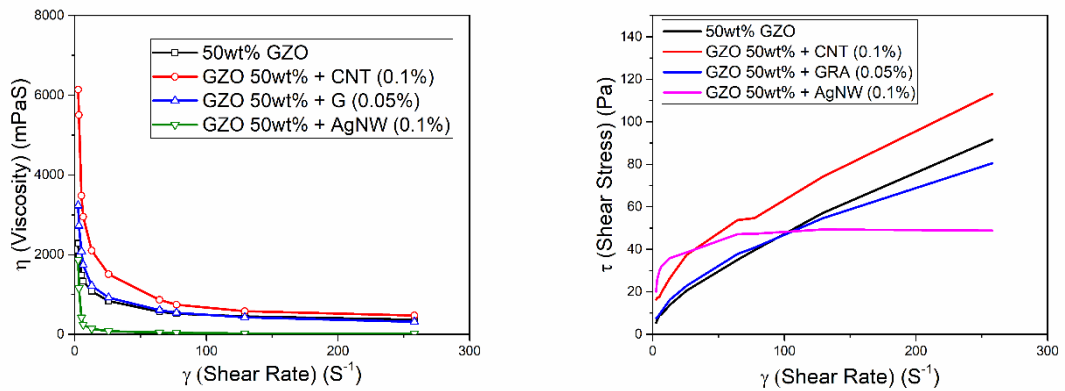 8000
6000
4000
2000
0
η (Viscosity) (mPaS)
50wt% GZO
GZO 50wt% + CNT (0.1%)
GZO 50wt% + G (0.05%)
GZO 50wt% + AgNW (0.1%)
0 100 200 300
γ (Shear Rate) (S⁻¹)
140
120
100
80
60
40
20
0
τ (Shear Stress) (Pa)
50wt% GZO
GZO 50wt% + CNT (0.1%)
GZO 50wt% + GRA (0.05%)
GZO 50wt% + AgNW (0.1%)
0 100 200 300
γ (Shear Rate) (S⁻¹)